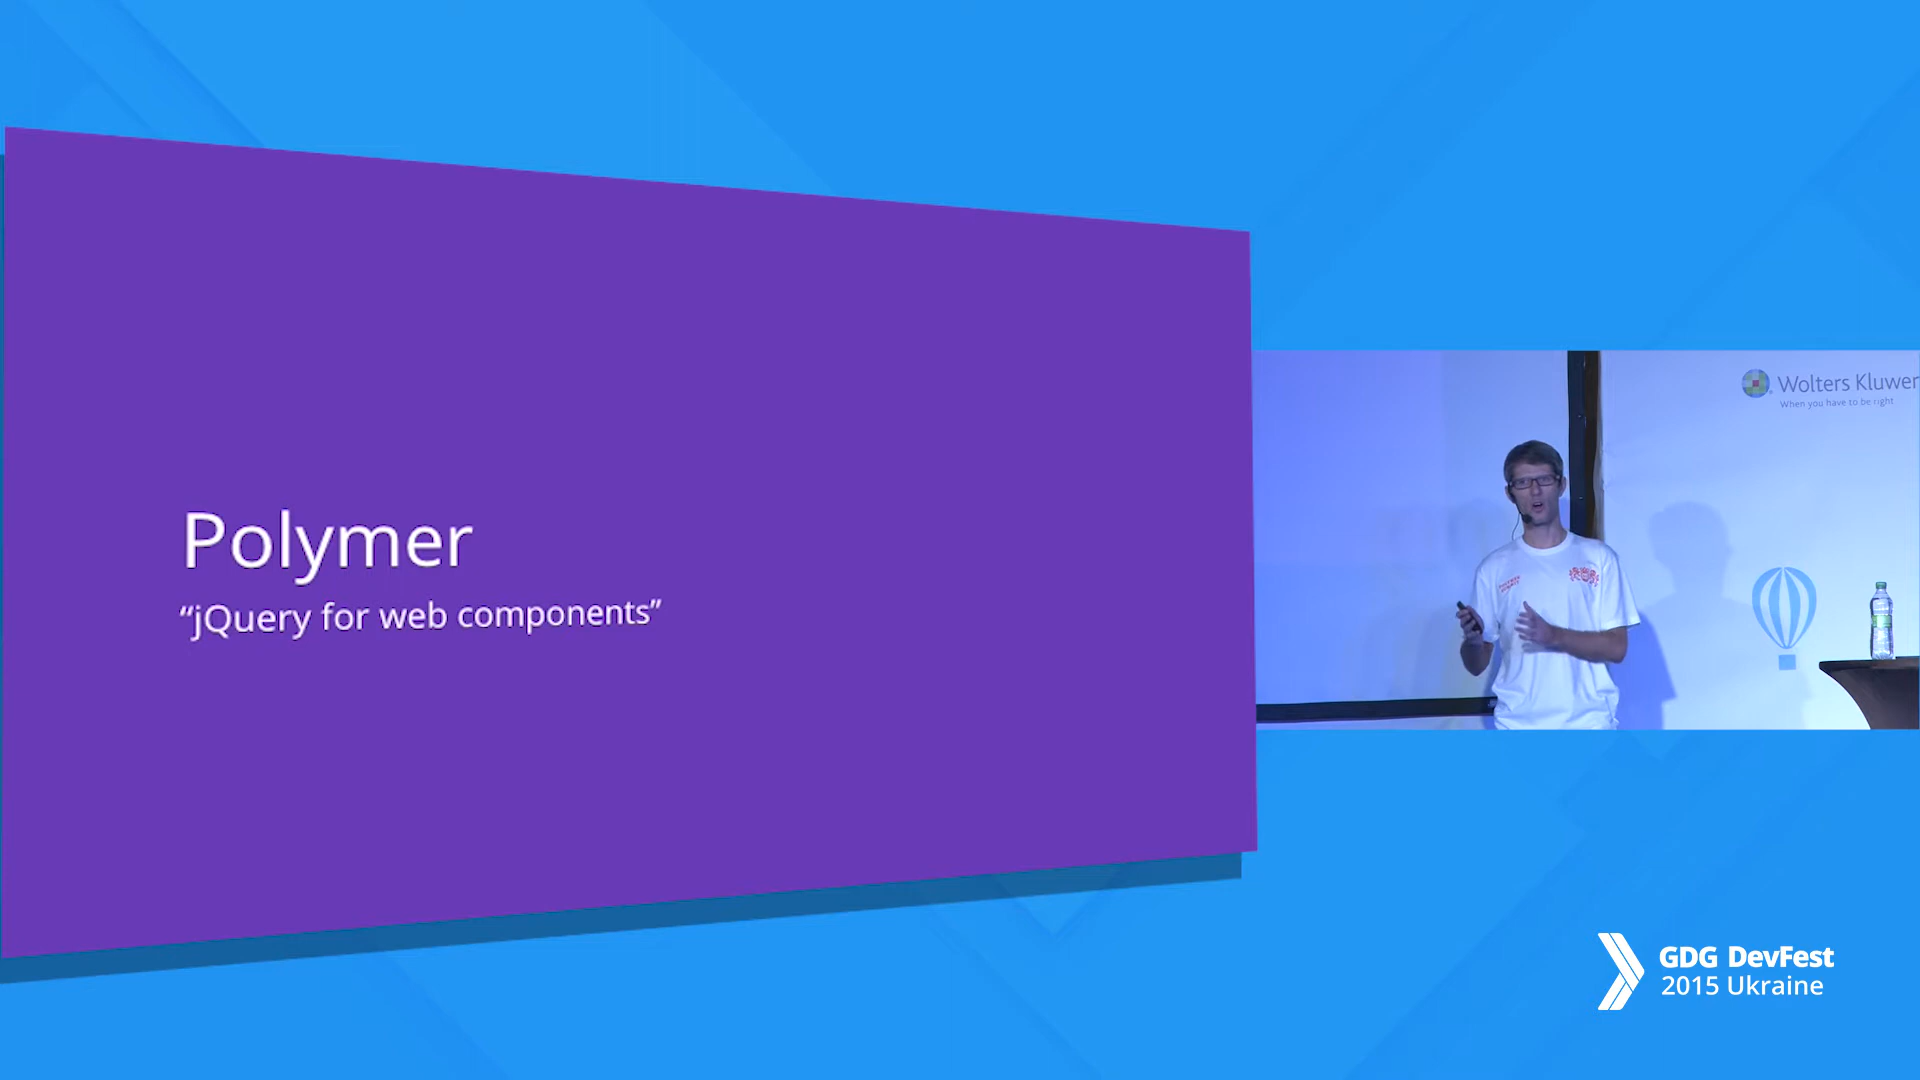 Polymer
“jQuery for web components”
Wolters Kluwer
When you have to be right
GDG DevFest
2015 Ukraine